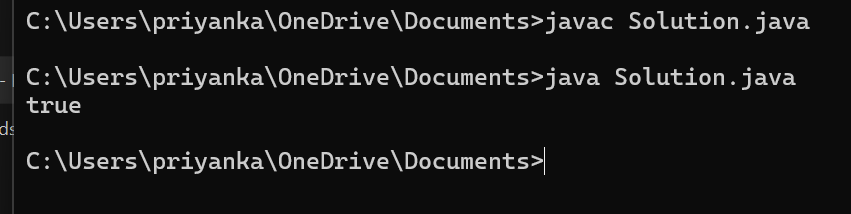 C:\Users\priyanka\OneDrive\Documents>javac Solution.java
C:\Users\priyanka\OneDrive\Documents>java Solution.java
true
ds
C:\Users\priyanka\OneDrive\Documents>